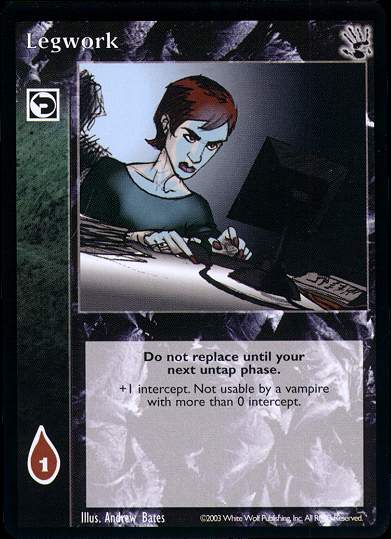 Legwork
Do not replace until your
next untap phase.
+1 intercept. Not usable by a vampire
with more than 0 intercept.
1
Illus. Andrew Bates
©2003 White Wolf Publishing, Inc. All Rights Reserved.